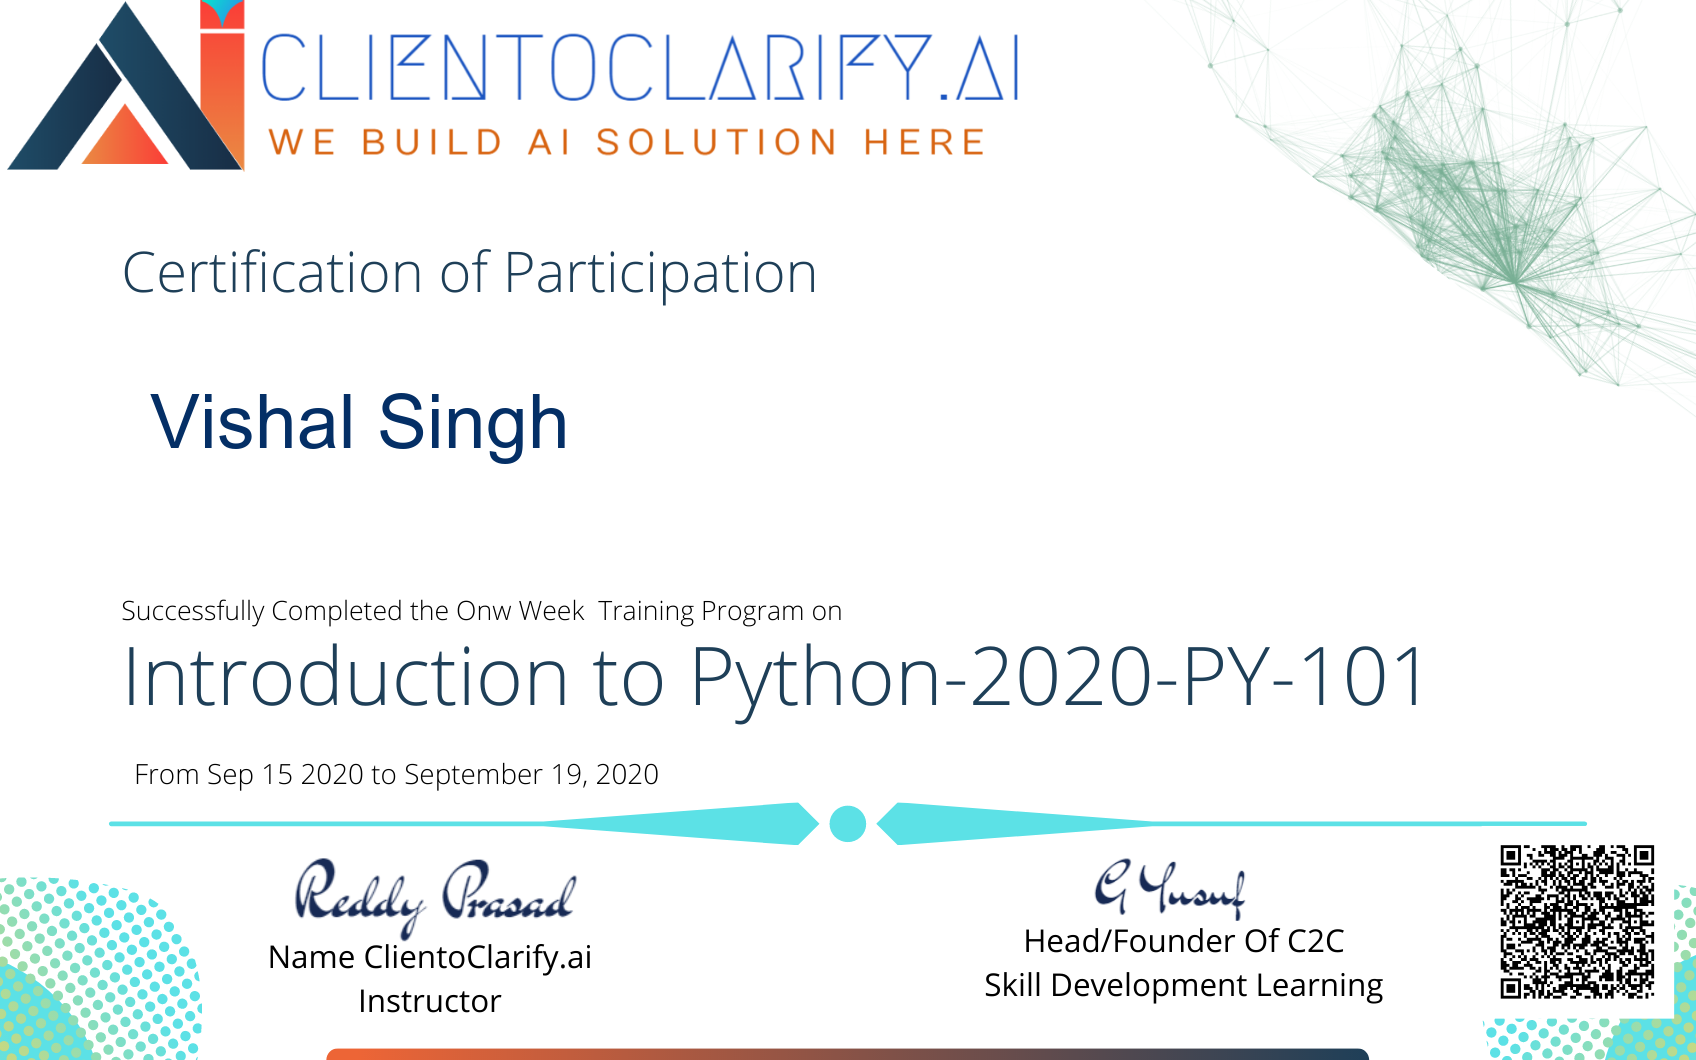 CLIENTOCLARIFY.AI
WE BUILD AI SOLUTION HERE
Certification of Participation
Vishal Singh
Successfully Completed the Onw Week Training Program on
Introduction to Python-2020-PY-101
From Sep 15 2020 to September 19, 2020
Reddy Prasad
Name ClientoClarify.ai
Instructor
G Yusuf
Head/Founder Of C2C
Skill Development Learning